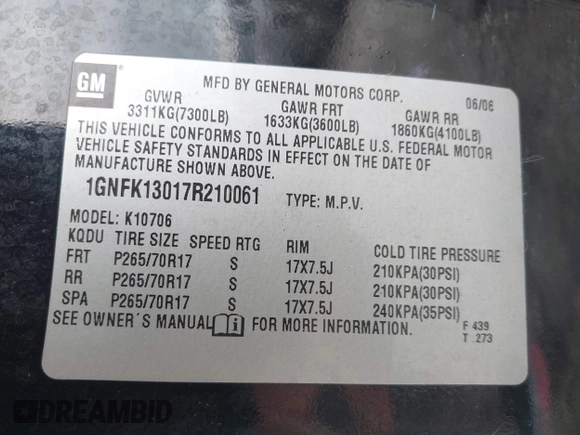 GM
MFD BY GENERAL MOTORS CORP. 06/06
GVWR GAWR FRT GAWR RR
3311KG(7300LB) 1633KG(3600LB) 1860KG(4100LB)
THIS VEHICLE CONFORMS TO ALL APPLICABLE U.S. FEDERAL MOTOR
VEHICLE SAFETY STANDARDS IN EFFECT ON THE DATE OF
MANUFACTURE SHOWN ABOVE.
1GNFK13017R210061 TYPE: M.P.V.
MODEL: K10706
KQDU TIRE SIZE SPEED RTG RIM COLD TIRE PRESSURE
FRT P265/70R17 S 17X7.5J 210KPA(30PSI)
RR P265/70R17 S 17X7.5J 210KPA(30PSI)
SPA P265/70R17 S 17X7.5J 240KPA(35PSI)
SEE OWNER'S MANUAL FOR MORE INFORMATION.
F 439
T .273
DREAMBID